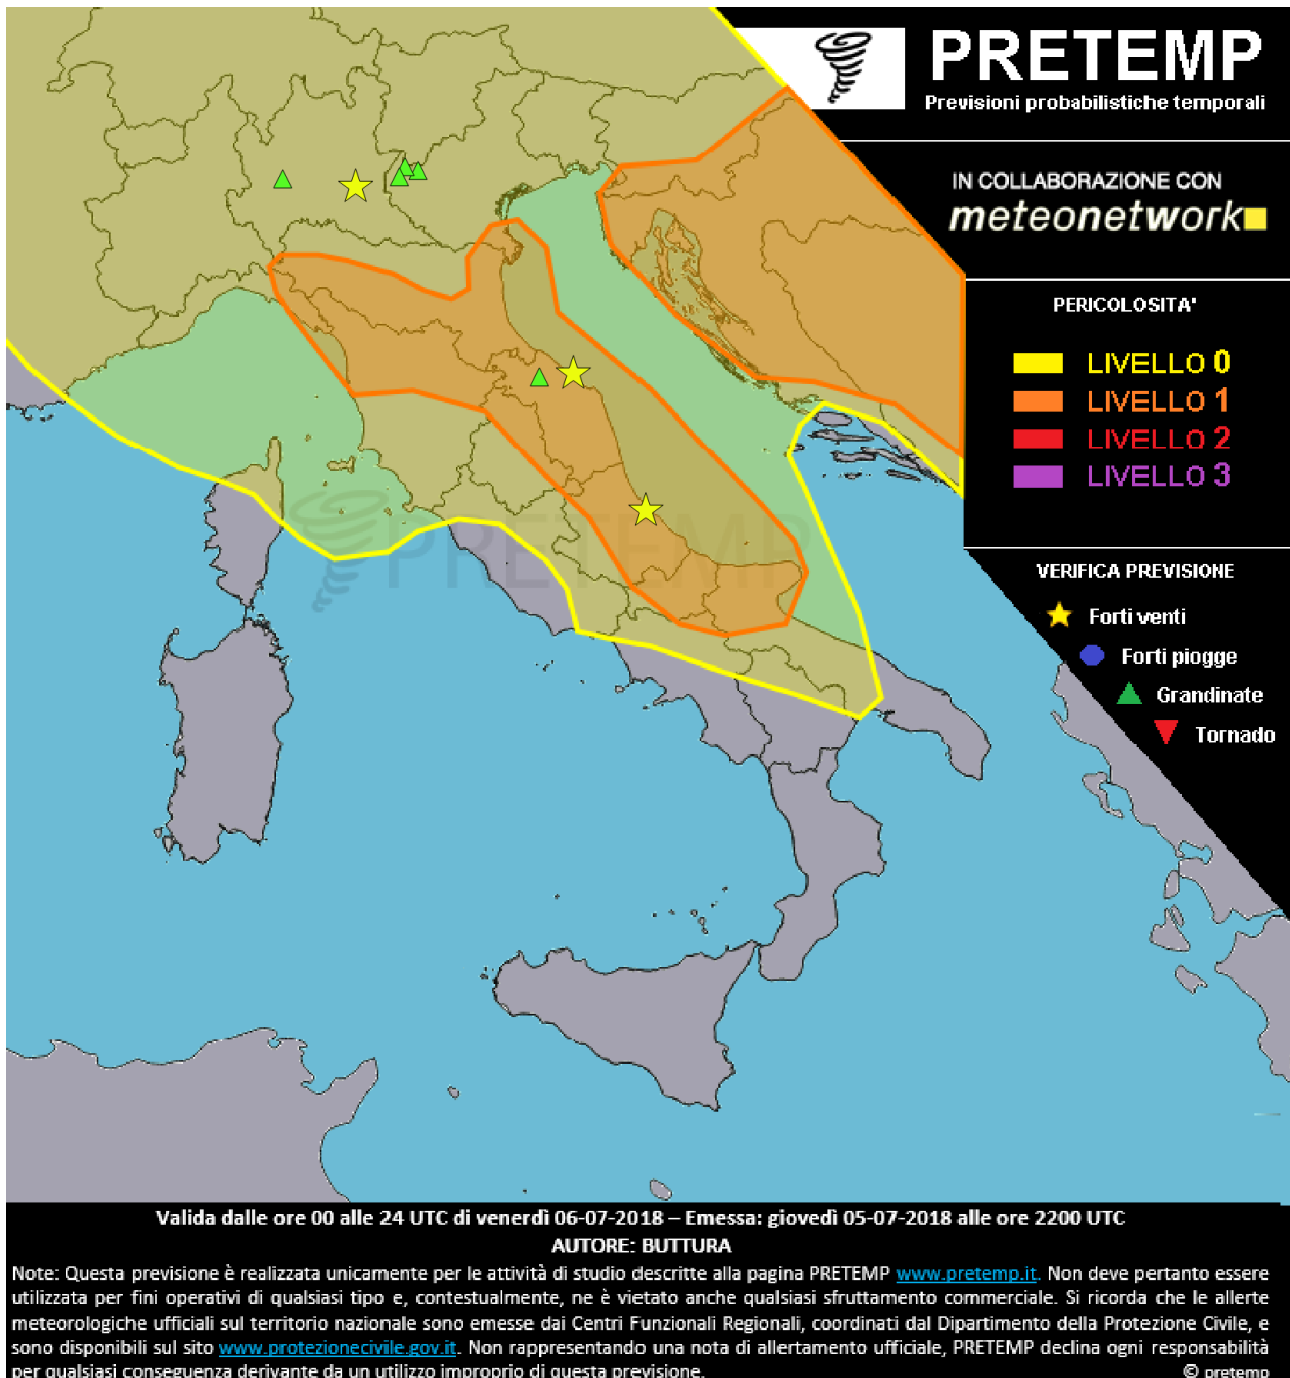 PRETEMP
Previsioni probabilistiche temporali
IN COLLABORAZIONE CON
meteonetwork
PERICOLOSITA'
LIVELLO 0
LIVELLO 1
LIVELLO 2
LIVELLO 3
PRETEMP
VERIFICA PREVISIONE
Forti venti
Forti piogge
Grandinate
Tornado
Valida dalle ore 00 alle 24 UTC di venerdì 06-07-2018 – Emessa: giovedì 05-07-2018 alle ore 2200 UTC
AUTORE: BUTTURA
Note: Questa previsione è realizzata unicamente per le attività di studio descritte alla pagina PRETEMP www.pretemp.it. Non deve pertanto essere
utilizzata per fini operativi di qualsiasi tipo e, contestualmente, ne è vietato anche qualsiasi sfruttamento commerciale. Si ricorda che le allerte
meteorologiche ufficiali sul territorio nazionale sono emesse dai Centri Funzionali Regionali, coordinati dal Dipartimento della Protezione Civile, e
sono disponibili sul sito www.protezionecivile.gov.it. Non rappresentando una nota di allertamento ufficiale, PRETEMP declina ogni responsabilità
per qualsiasi conseguenza derivante da un utilizzo improprio di questa previsione. © pretemp